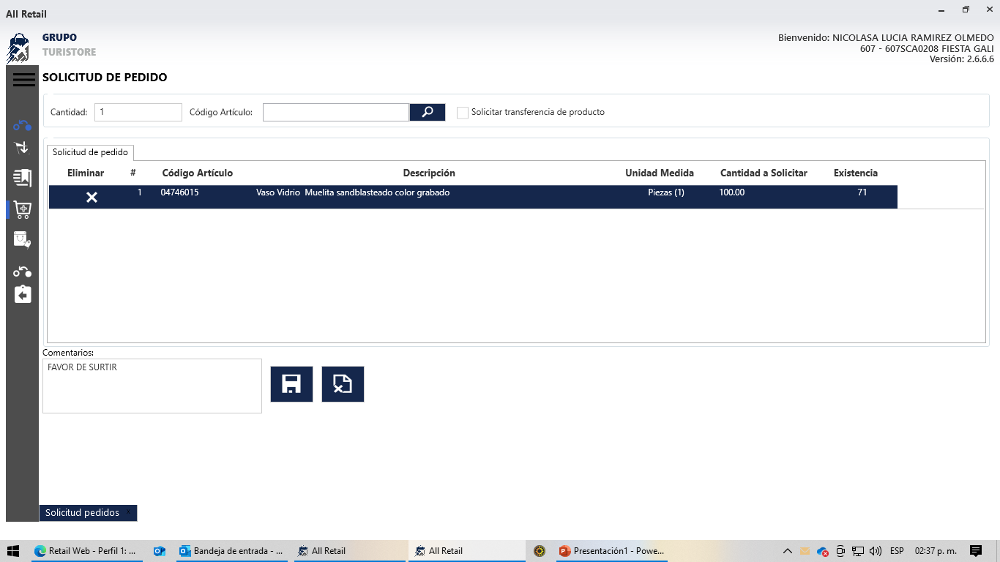 All Retail
GRUPO
TURISTORE
Bienvenido: NICOLASA LUCIA RAMIREZ OLMEDO
607 - 607SCA0208 FIESTA GALI
Versión: 2.6.6.6
SOLICITUD DE PEDIDO
Cantidad: 1 Código Artículo: Solicitar transferencia de producto
Solicitud de pedido
Eliminar # Código Artículo Descripción Unidad Medida Cantidad a Solicitar Existencia
1 04746015 Vaso Vidrio  Muelita sandblasteado color grabado Piezas (1) 100.00 71
Comentarios:
FAVOR DE SURTIR
Solicitud pedidos x
Retail Web - Perfil 1: ... Bandeja de entrada - ... All Retail All Retail Presentación1 - Powe... ESP 02:37 p. m.